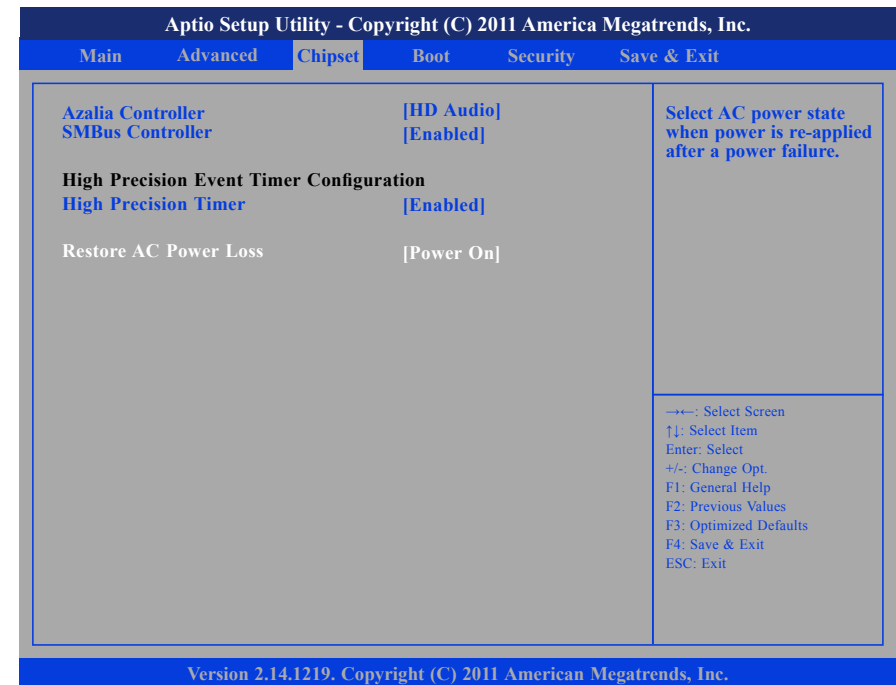 Aptio Setup Utility - Copyright (C) 2011 America Megatrends, Inc.
Main Advanced Chipset Boot Security Save & Exit
Azalia Controller [HD Audio]
SMBus Controller [Enabled]
High Precision Event Timer Configuration
High Precision Timer [Enabled]
Restore AC Power Loss [Power On]
Select AC power state
when power is re-applied
after a power failure.
→←: Select Screen
↑↓: Select Item
Enter: Select
+/-: Change Opt.
F1: General Help
F2: Previous Values
F3: Optimized Defaults
F4: Save & Exit
ESC: Exit
Version 2.14.1219. Copyright (C) 2011 American Megatrends, Inc.